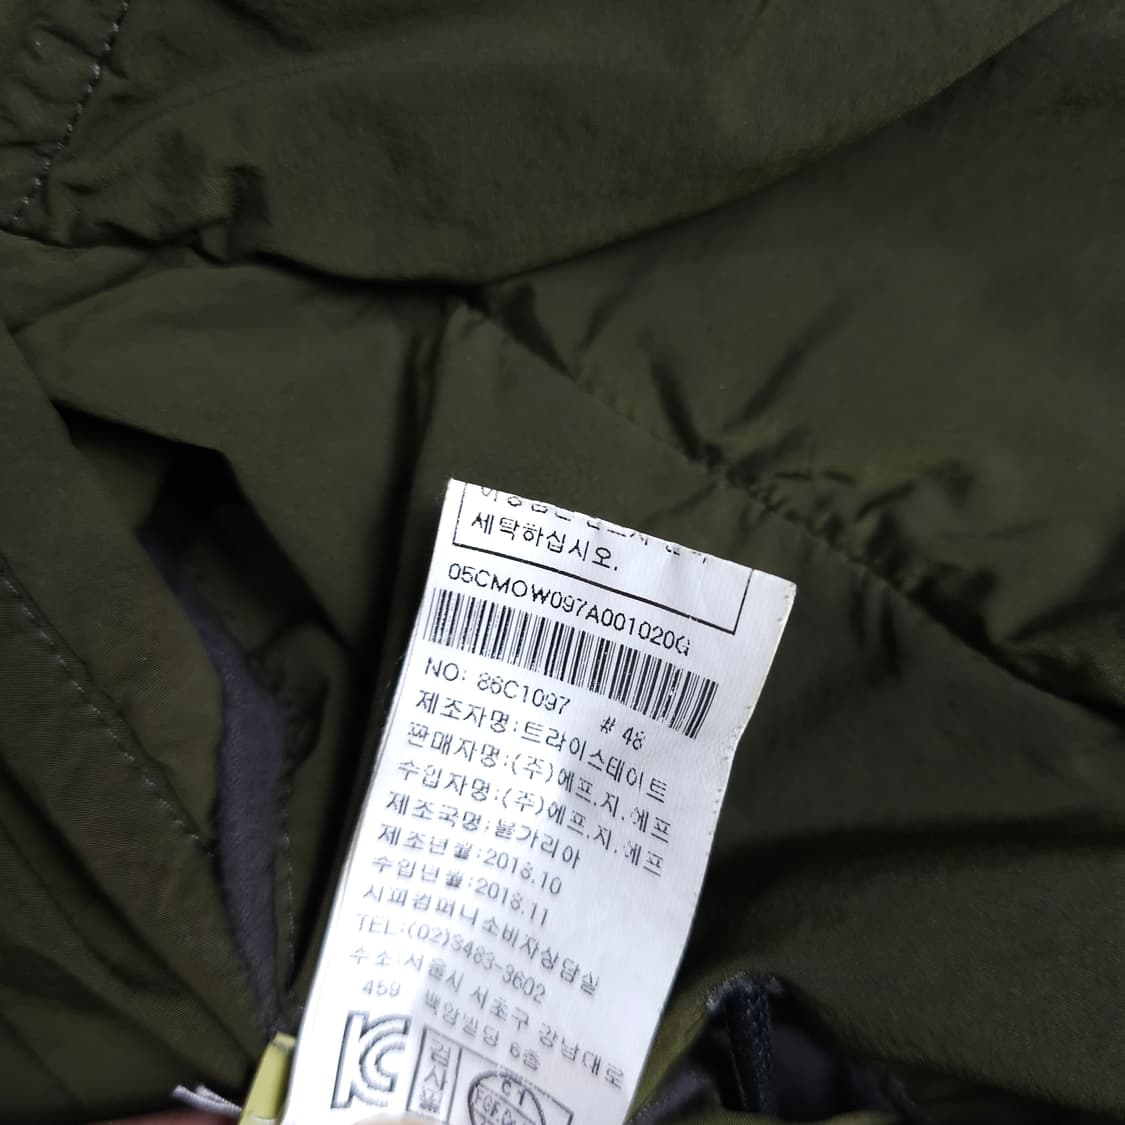 세탁하십시오.
05CMOW097A001020G
NO: 86C1097 # 48
제조자명:트라이스테이트
판매자명:(주)에프.지.에프
수입자명:(주)에프.지.에프
제조국명:불가리아
제조년월:2018.10
수입년월:2018.11
시피컴퍼니소비자상담실
TEL:(02)3483-3602
수소:서울시 서초구 강남대로
459 백암빌딩 6층
KC
검사필